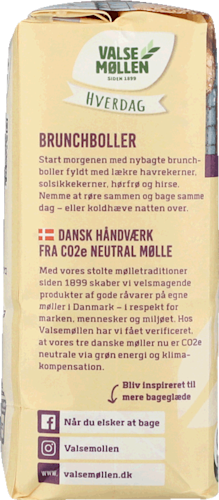 VALSE
MØLLEN
SIDEN 1899
HVERDAG
BRUNCHBOLLER
Start morgenen med nybagte brunch-
boller fyldt med lækre havrekerner,
solsikkekerner, hørfrø og hirse.
Nemme at røre sammen og bage samme
dag – eller koldhæve natten over.
DANSK HÅNDVÆRK
FRA CO2e NEUTRAL MØLLE
Med vores stolte mølletraditioner
siden 1899 skaber vi velsmagende
produkter af gode råvarer på egne
møller i Danmark – i respekt for
marken, mennesker og miljøet. Hos
Valsemøllen har vi fået verificeret,
at vores tre danske møller nu er CO2e
neutrale via grøn energi og klima-
kompensation.
Bliv inspireret til
mere bageglæde
Når du elsker at bage
Valsemollen
www.
valsemøllen.dk